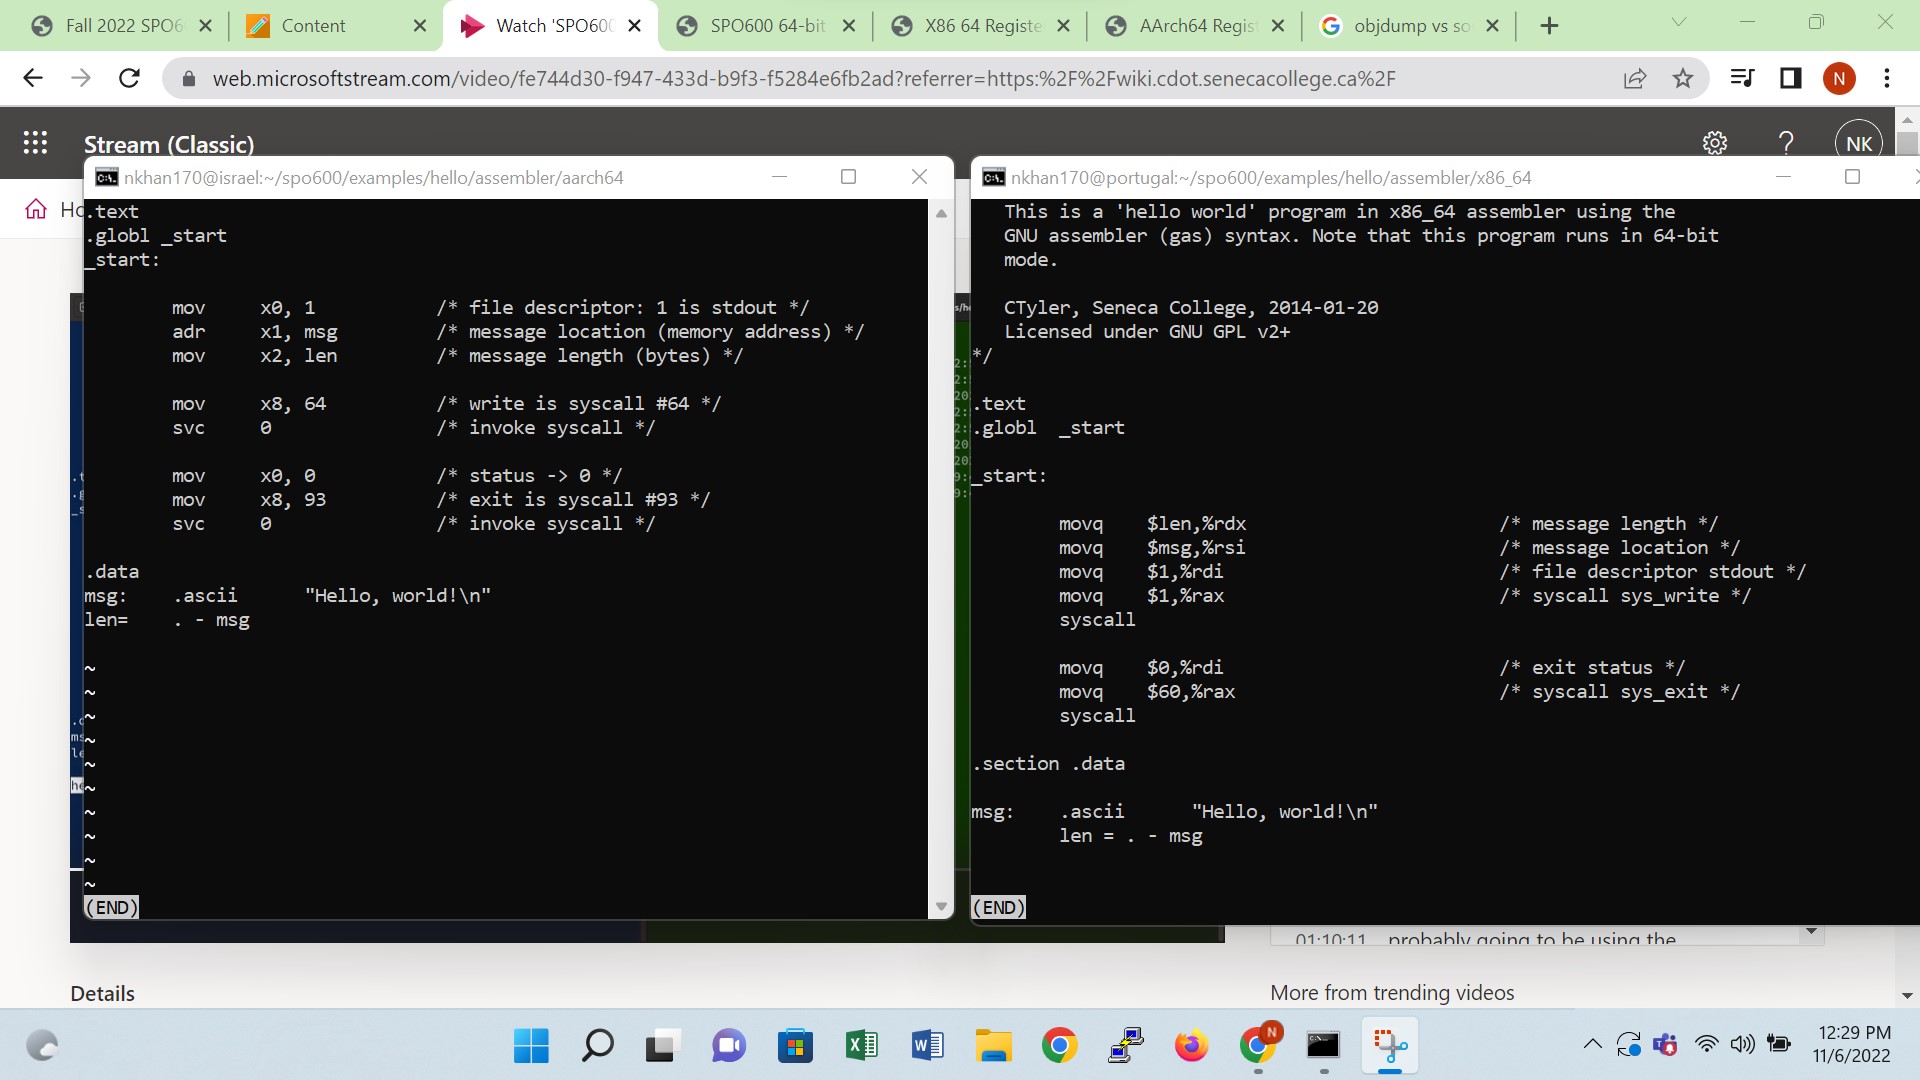 Fall 2022 SPO6
Content
Watch 'SPO600
SPO600 64-bit
X86 64 Registe
AArch64 Regis
objdump vs so
web.microsoftstream.com/video/fe744d30-f947-433d-b9f3-f5284e6fb2ad?referrer=https:%2F%2Fwiki.cdot.senecacollege.ca%2F
N
Stream (Classic)
NK
Ho
nkhan170@israel:~/spo600/examples/hello/assembler/aarch64
.text
.globl _start
_start:
mov x0, 1 /* file descriptor: 1 is stdout */
adr x1, msg /* message location (memory address) */
mov x2, len /* message length (bytes) */
mov x8, 64 /* write is syscall #64 */
svc 0 /* invoke syscall */
mov x0, 0 /* status -> 0 */
mov x8, 93 /* exit is syscall #93 */
svc 0 /* invoke syscall */
.data
msg: .ascii "Hello, world!\n"
len= . - msg
~
~
~
~
~
~
~
~
~
~
(END)
nkhan170@portugal:~/spo600/examples/hello/assembler/x86_64
This is a 'hello world' program in x86_64 assembler using the
GNU assembler (gas) syntax. Note that this program runs in 64-bit
mode.
CTyler, Seneca College, 2014-01-20
Licensed under GNU GPL v2+
*/
.text
.globl _start
_start:
movq $len,%rdx /* message length */
movq $msg,%rsi /* message location */
movq $1,%rdi /* file descriptor stdout */
movq $1,%rax /* syscall sys_write */
syscall
movq $0,%rdi /* exit status */
movq $60,%rax /* syscall sys_exit */
syscall
.section .data
msg: .ascii "Hello, world!\n"
len = . - msg
(END)
01:10:11 probably going to be using the
Details
More from trending videos
N
12:29 PM
11/6/2022